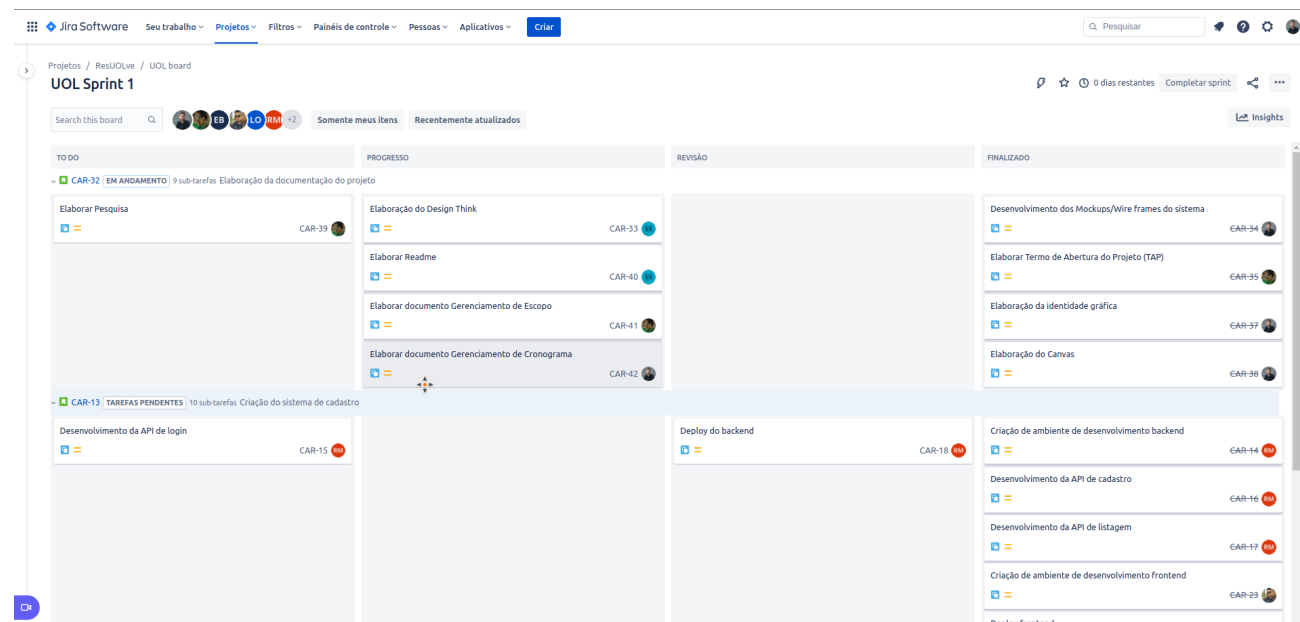 Jira Software Seu trabalho Projetos Filtros Painéis de controle Pessoas Aplicativos Criar Pesquisar
Projetos / ResUOLve / UOL board
UOL Sprint 1
0 dias restantes Completar sprint
Search this board EB LO RM +2 Somente meus itens Recentemente atualizados Insights
TO DO PROGRESSO REVISÃO FINALIZADO
CAR-32 EM ANDAMENTO 9 sub-tarefas Elaboração da documentação do projeto
Elaborar Pesquisa Elaboração do Design Think Desenvolvimento dos Mockups/Wire frames do sistema
CAR-39 CAR-33 SK CAR-34
Elaborar Readme Elaborar Termo de Abertura do Projeto (TAP)
CAR-40 SK CAR-35
Elaborar documento Gerenciamento de Escopo Elaboração da identidade gráfica
CAR-41 CAR-37
Elaborar documento Gerenciamento de Cronograma Elaboração do Canvas
CAR-42 CAR-38
CAR-13 TAREFAS PENDENTES 10 sub-tarefas Criação do sistema de cadastro
Desenvolvimento da API de login Deploy do backend Criação de ambiente de desenvolvimento backend
CAR-15 RM CAR-18 RM CAR-14 RM
Desenvolvimento da API de cadastro
CAR-16 RM
Desenvolvimento da API de listagem
CAR-17 RM
Criação de ambiente de desenvolvimento frontend
CAR-23
Deploy frontend